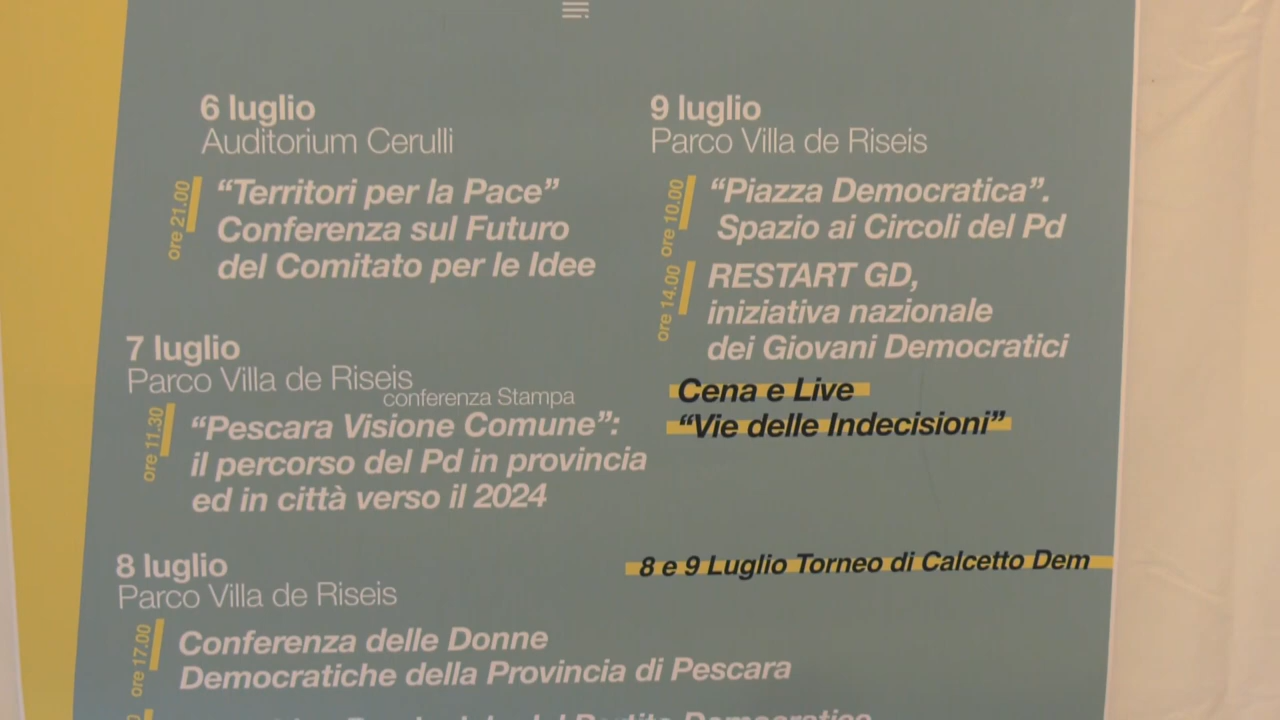 6 luglio
Auditorium Cerulli
ore 21.00
“Territori per la Pace”
Conferenza sul Futuro
del Comitato per le Idee
7 luglio
Parco Villa de Riseis
conferenza Stampa
ore 11.30
“Pescara Visione Comune”:
il percorso del Pd in provincia
ed in città verso il 2024
8 luglio
Parco Villa de Riseis
ore 17.00
Conferenza delle Donne
Democratiche della Provincia di Pescara
9 luglio
Parco Villa de Riseis
ore 10.00
“Piazza Democratica”.
Spazio ai Circoli del Pd
ore 14.00
RESTART GD,
iniziativa nazionale
dei Giovani Democratici
Cena e Live
“Vie delle Indecisioni”
8 e 9 Luglio Torneo di Calcetto Dem